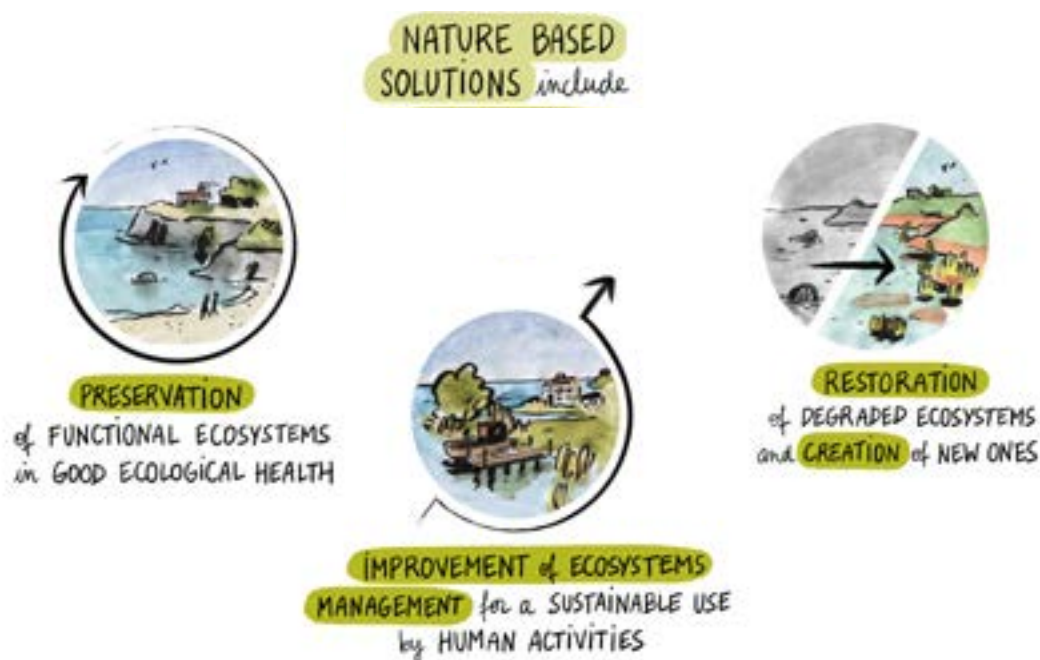 NATURE BASED
SOLUTIONS include
PRESERVATION
of FUNCTIONAL ECOSYSTEMS
in GOOD ECOLOGICAL HEALTH
IMPROVEMENT of ECOSYSTEMS
MANAGEMENT for a SUSTAINABLE USE
by HUMAN ACTIVITIES
RESTORATION
of DEGRADED ECOSYSTEMS
and CREATION of NEW ONES